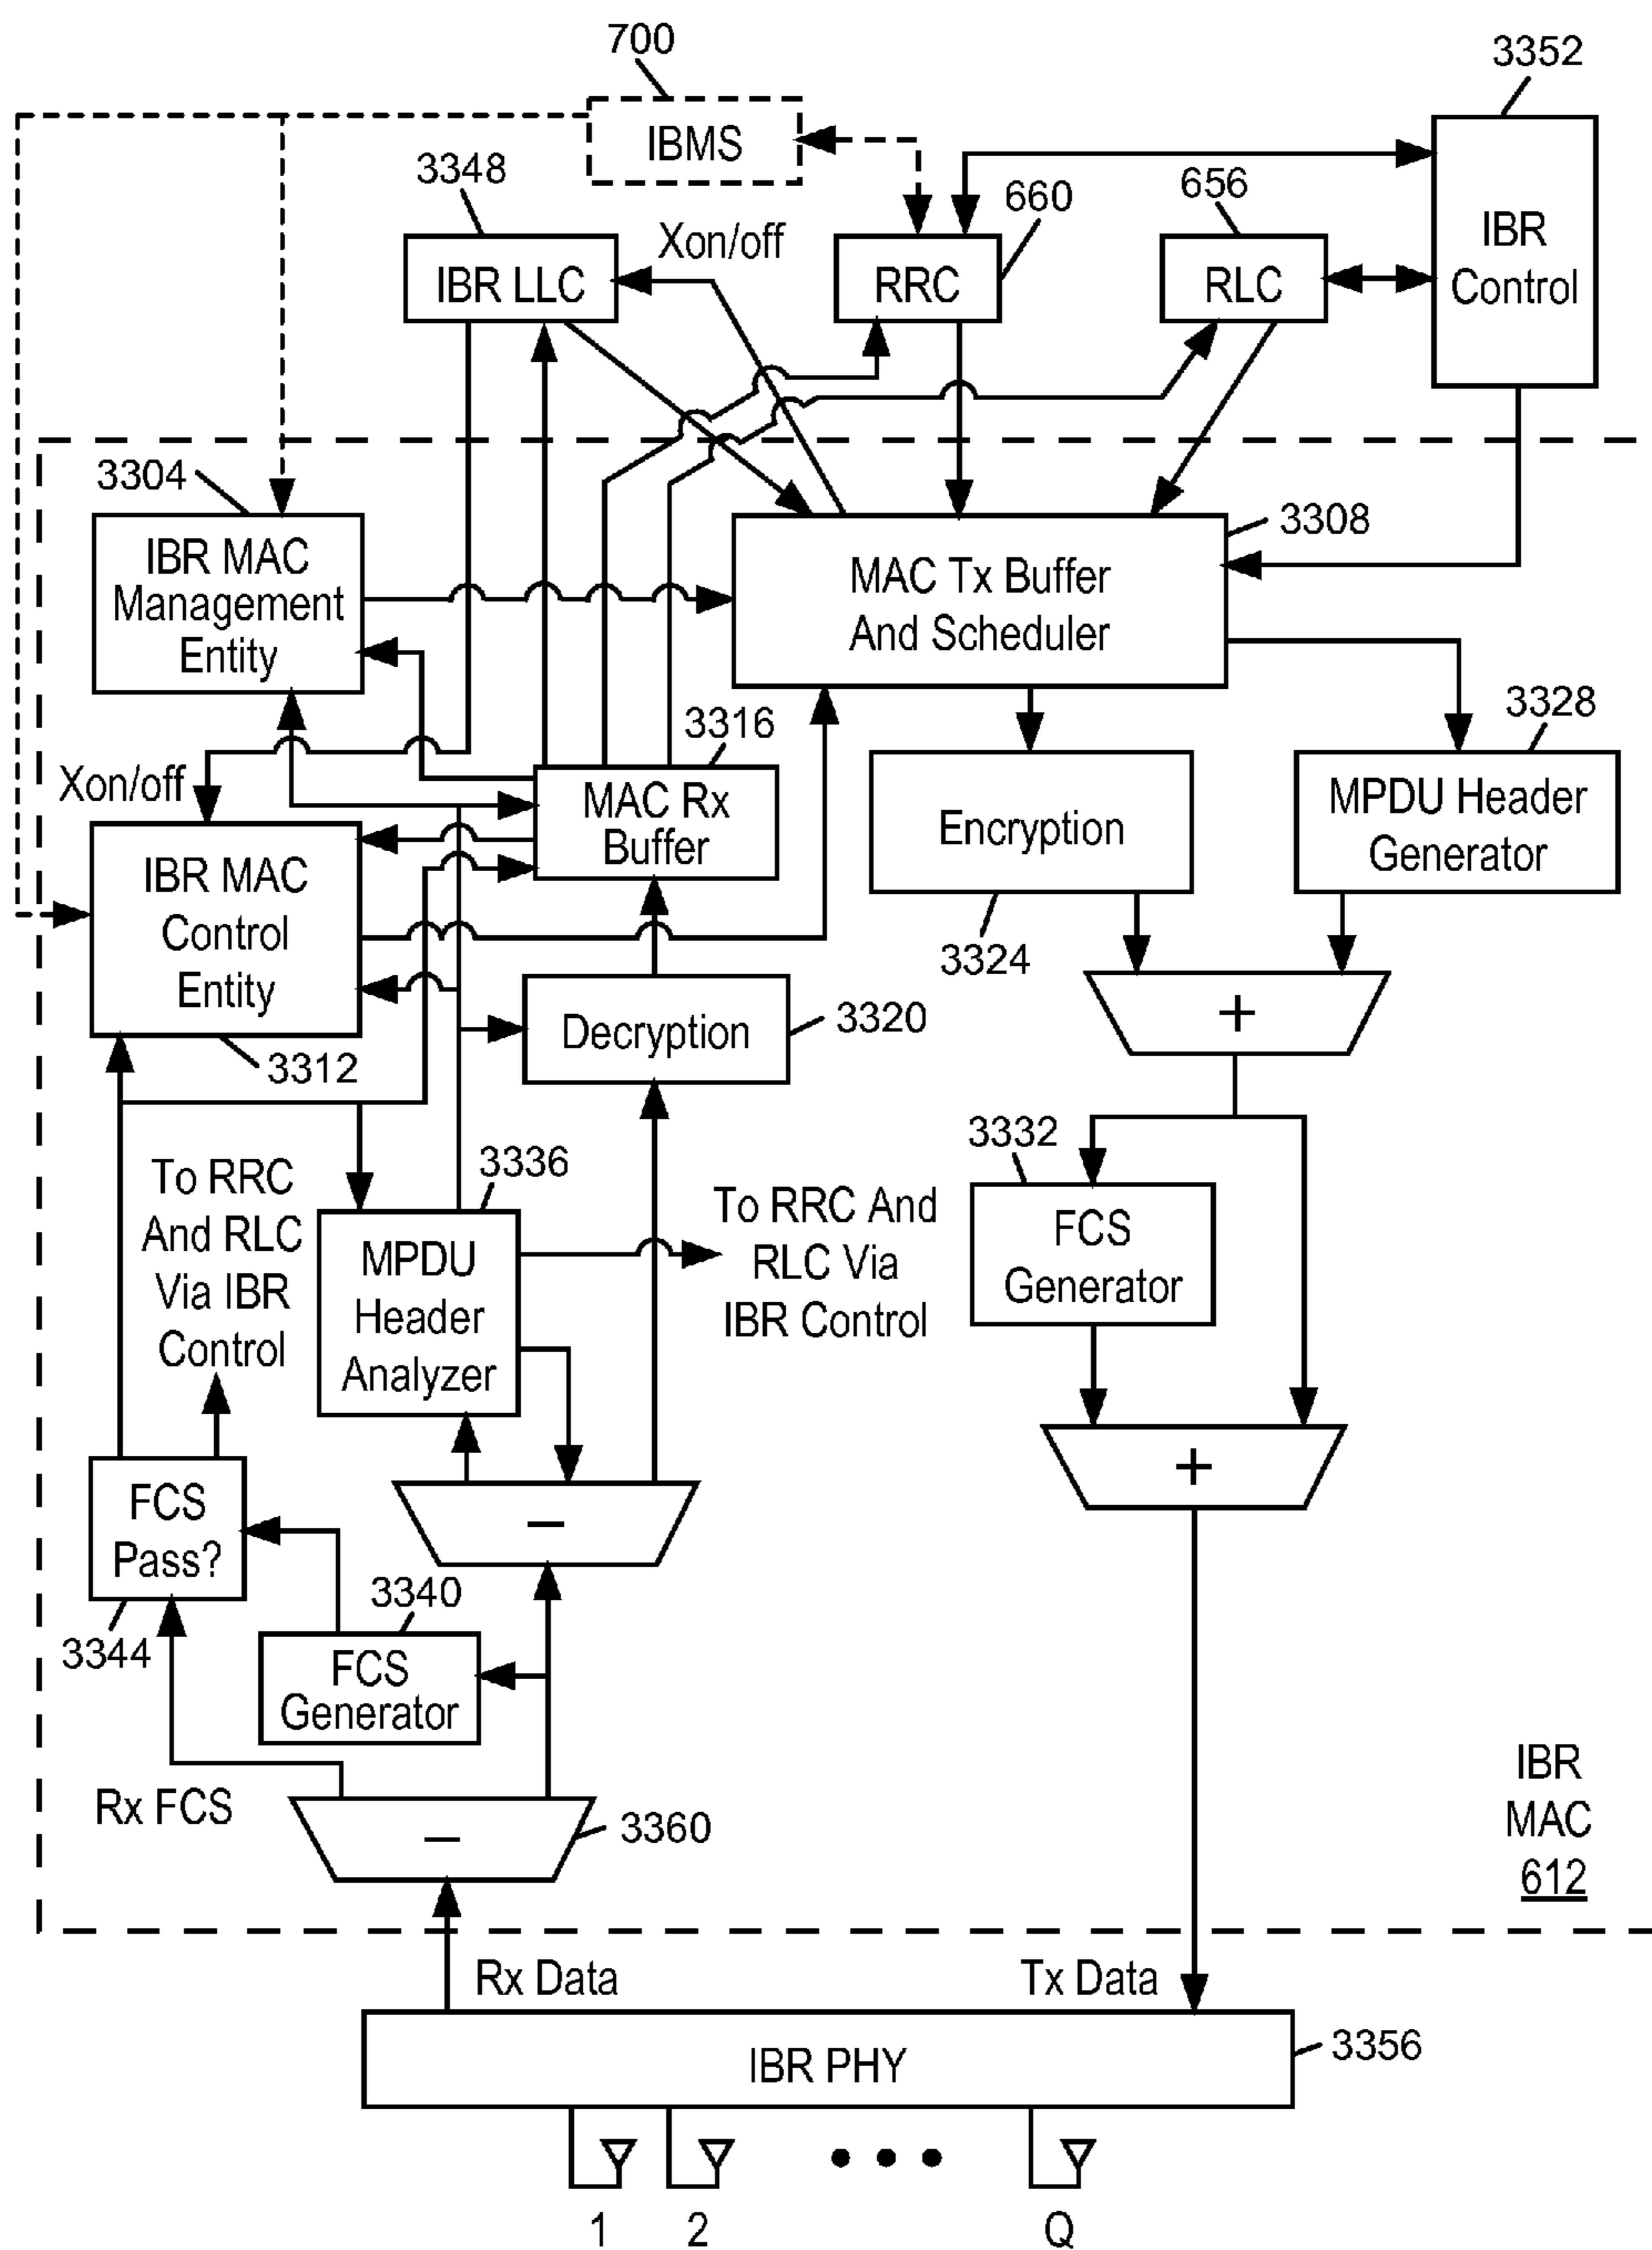 700
3352
IBMS
3348
Xon/off
660
656
IBR
Control
IBR LLC
RRC
RLC
3304
3308
IBR MAC
Management
Entity
MAC Tx Buffer
And Scheduler
3316
3328
Xon/off
MAC Rx
Buffer
Encryption
MPDU Header
Generator
IBR MAC
Control
Entity
3324
+
Decryption
3320
3312
3332
To RRC
And RLC
Via IBR
Control
3336
To RRC And
RLC Via
IBR Control
MPDU
Header
Analyzer
FCS
Generator
+
FCS
Pass?
−
3340
3344
FCS
Generator
Rx FCS
−
3360
IBR
MAC
612
Rx Data
Tx Data
IBR PHY
3356
1
2
Q